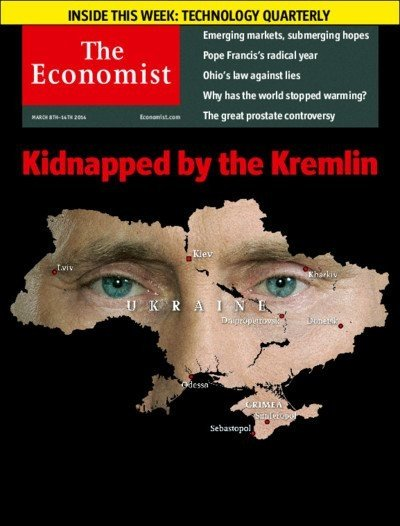 INSIDE THIS WEEK: TECHNOLOGY QUARTERLY
The
Economist
MARCH 8TH–14TH 2014
Economist.com
Emerging markets, submerging hopes
Pope Francis's radical year
Ohio's law against lies
Why has the world stopped warming?
The great prostate controversy
Kidnapped by the Kremlin
Lviv
Kiev
Kharkiv
UKRAINE
Dnipropetrovsk
Donetsk
Odessa
CRIMEA
Simferopol
Sebastopol